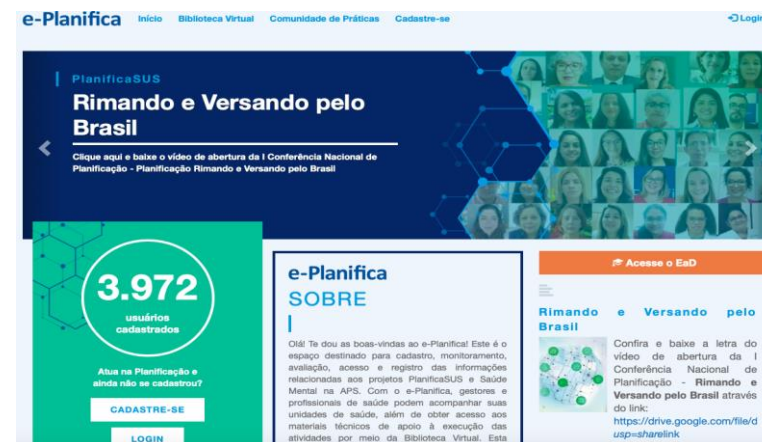 e-Planifica
Início
Biblioteca Virtual
Comunidade de Práticas
Cadastre-se
Login
PlanificaSUS
Rimando e Versando pelo
Brasil
Clique aqui e baixe o vídeo de abertura da I Conferência Nacional de
Planificação - Planificação Rimando e Versando pelo Brasil
3.972
usuários
cadastrados
Atua na Planificação e
ainda não se cadastrou?
CADASTRE-SE
LOGIN
e-Planifica
SOBRE
Olá! Te dou as boas-vindas ao e-Planifica! Este é o
espaço destinado para cadastro, monitoramento,
avaliação, acesso e registro das informações
relacionadas aos projetos PlanificaSUS e Saúde
Mental na APS. Com o e-Planifica, gestores e
profissionais de saúde podem acompanhar suas
unidades de saúde, além de obter acesso aos
materiais técnicos de apoio à execução das
atividades por meio da Biblioteca Virtual. Esta
Acesse o EaD
Rimando e Versando pelo
Brasil
Confira e baixe a letra do
vídeo de abertura da I
Conferência Nacional de
Planificação - Rimando e
Versando pelo Brasil através
do link:
https://drive.google.com/file/d
usp=sharelink